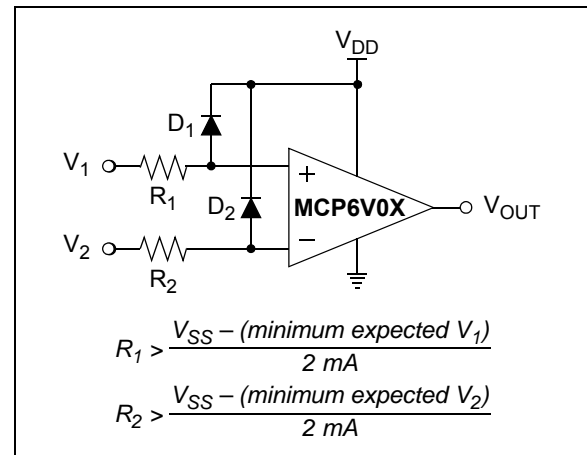 V_DD
D_1
V_1
R_1
+
MCP6V0X
V_OUT
D_2
–
V_2
R_2
R_1 > V_SS – (minimum expected V_1)
2 mA
R_2 > V_SS – (minimum expected V_2)
2 mA